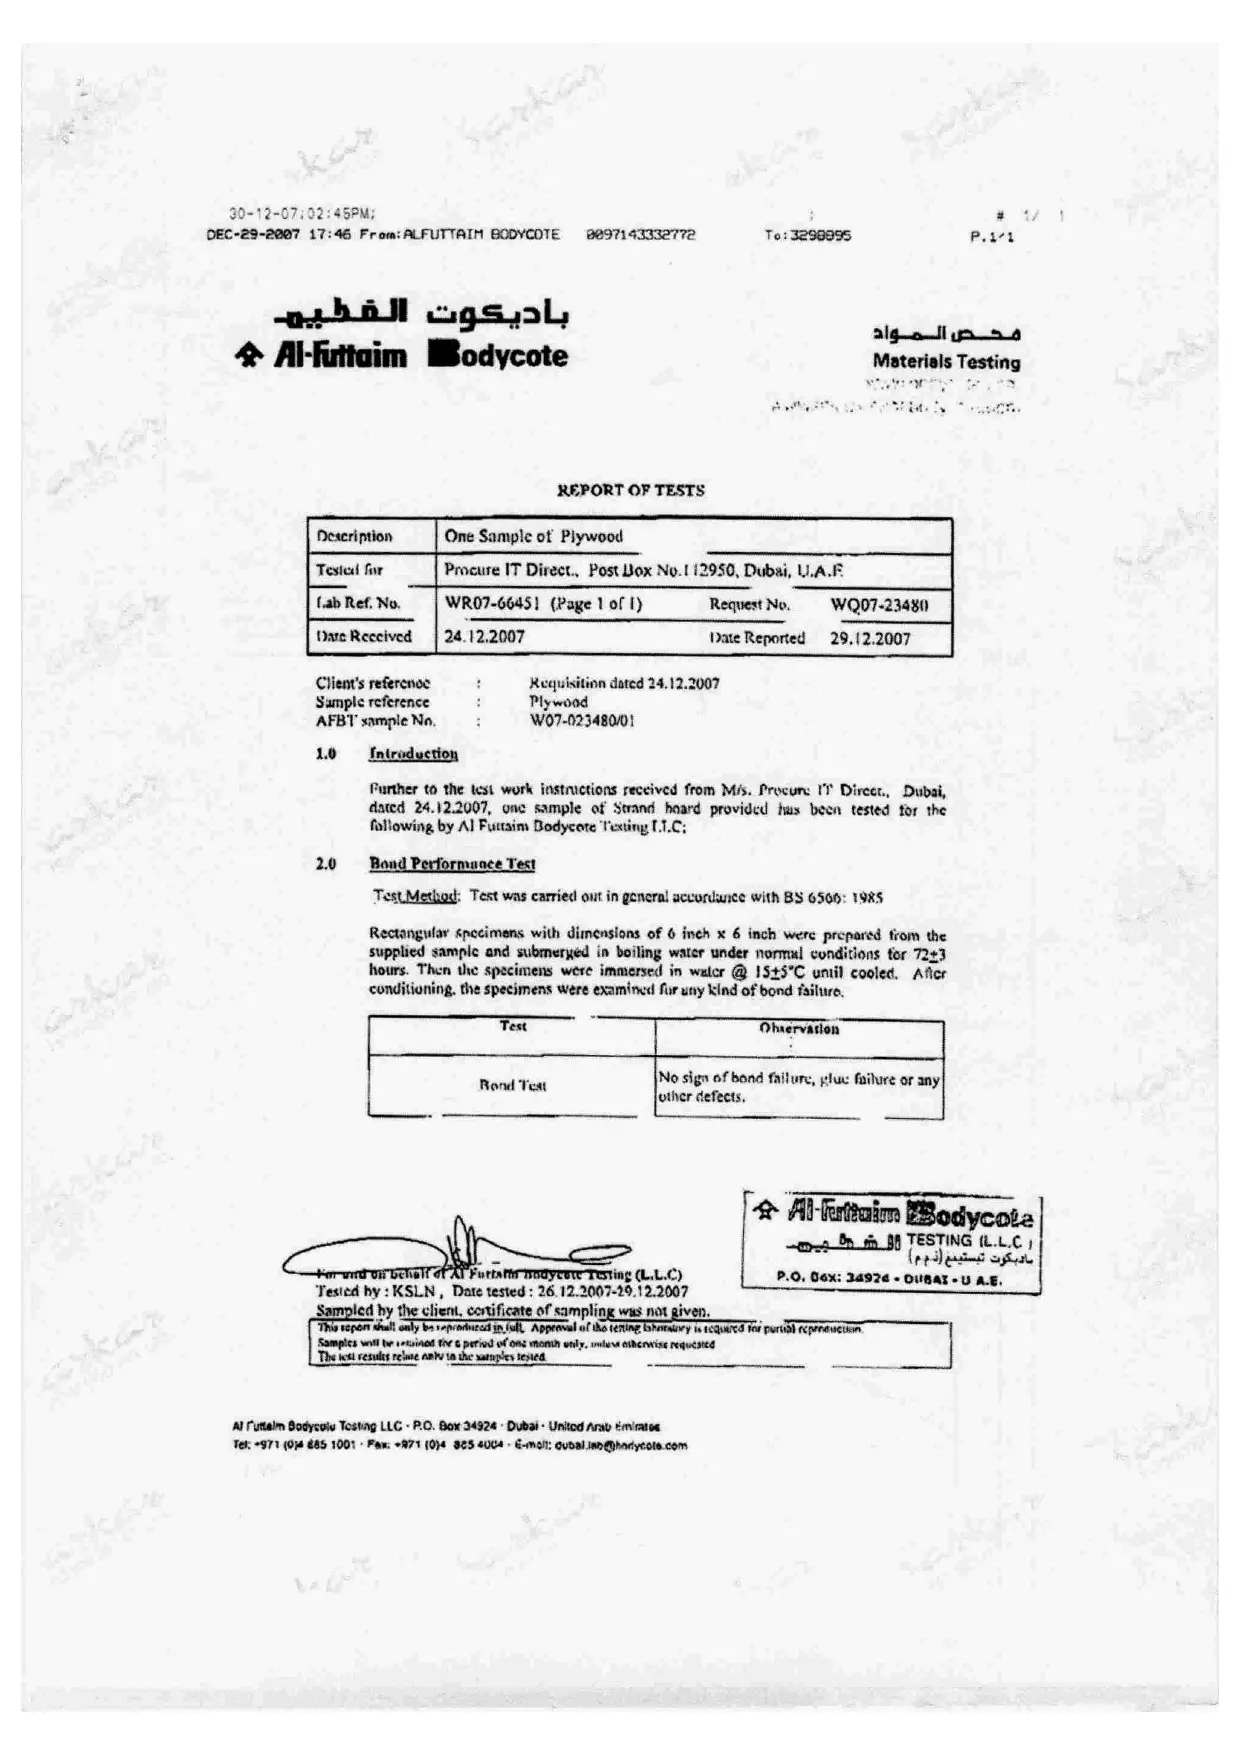 30-12-07;02:45PM; ; # 1/ 1
DEC-29-2007 17:46 From:ALFUTTAIM BODYCOTE 0097143332772 To:3298895 P.1/1
باديكوت الفطيم
Al-Futtaim Bodycote
فحص المواد
Materials Testing
REPORT OF TESTS
Description One Sample of Plywood
Tested for Procure IT Direct., Post Box No.112950, Dubai, U.A.E
Lab Ref. No. WR07-66451 (Page 1 of 1) Request No. WQ07-23480
Date Received 24.12.2007 Date Reported 29.12.2007
Client's reference : Requisition dated 24.12.2007
Sample reference : Plywood
AFBT sample No. : W07-023480/01
1.0 Introduction
Further to the test work instructions received from M/s. Procure IT Direct., Dubai,
dated 24.12.2007, one sample of Strand board provided has been tested for the
following by Al Futtaim Bodycote Testing LLC:
2.0 Bond Performance Test
Test Method: Test was carried out in general accordance with BS 6566: 1985
Rectangular specimens with dimensions of 6 inch x 6 inch were prepared from the
supplied sample and submerged in boiling water under normal conditions for 72±3
hours. Then the specimens were immersed in water @ 15±5°C until cooled. After
conditioning, the specimens were examined for any kind of bond failure.
Test Observation
Bond Test No sign of bond failure, glue failure or any
other defects.
Al-Futtaim Bodycote
TESTING (L.L.C)
باديكوت تيستينغ (ذ.م.م)
P.O. Box: 34924 - DUBAI - U A.E.
For and on behalf of Al Futtaim Bodycote Testing (L.L.C)
Tested by : KSLN , Date tested : 26.12.2007-29.12.2007
Sampled by the client, certificate of sampling was not given.
This report shall only be reproduced in full. Approval of the testing laboratory is required for partial reproduction.
Samples will be retained for a period of one month only, unless otherwise requested
The test results relate only to the samples tested.
Al Futtaim Bodycote Testing LLC · P.O. Box 34924 · Dubai · United Arab Emirates
Tel: +971 (0)4 885 1001 · Fax: +971 (0)4 885 4004 · E-mail: dubai.lab@bodycote.com